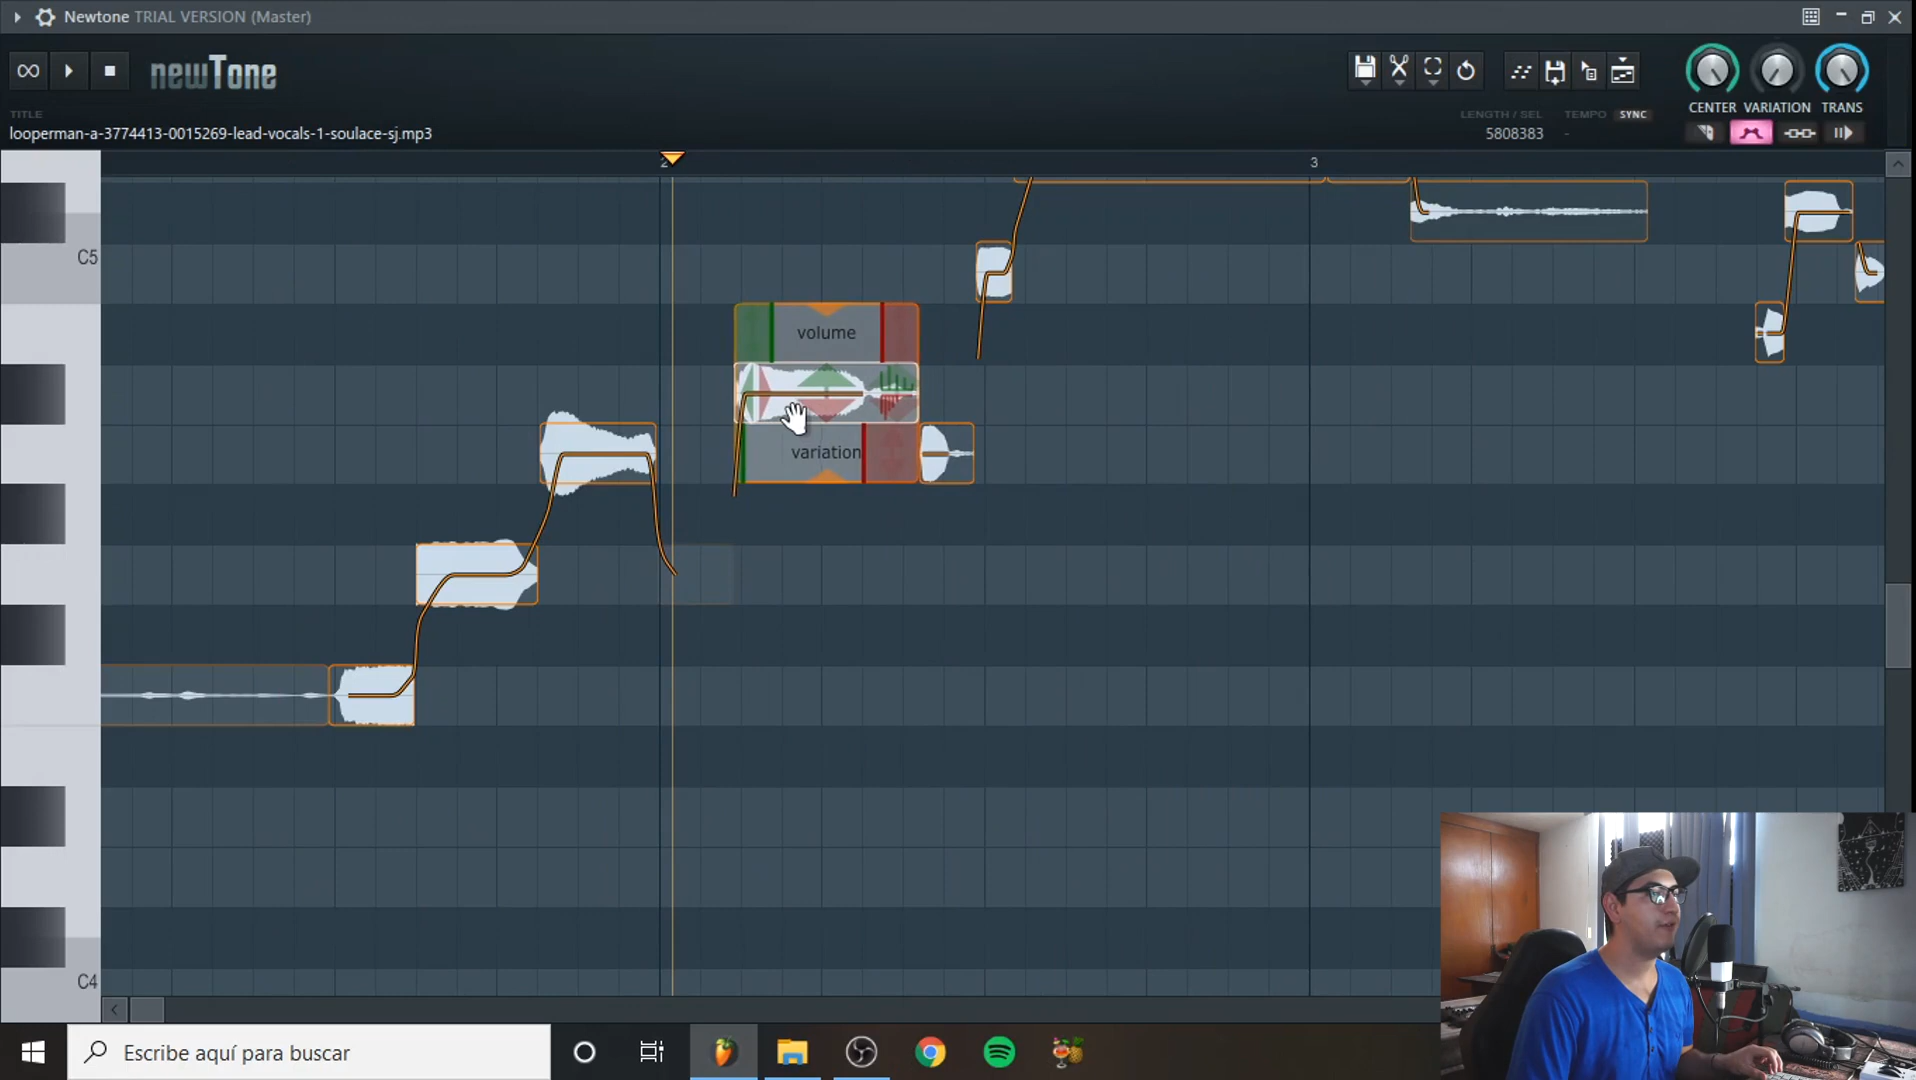 Newtone TRIAL VERSION (Master)
newTone
CENTER VARIATION TRANS
TITLE
LENGTH / SEL TEMPO SYNC
looperman-a-3774413-0015269-lead-vocals-1-soulace-sj.mp3
5808383 -
2 3
C5
volume
variation
C4
Escribe aquí para buscar